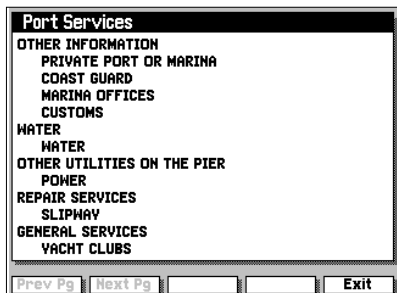 Port Services
OTHER INFORMATION
PRIVATE PORT OR MARINA
COAST GUARD
MARINA OFFICES
CUSTOMS
WATER
WATER
OTHER UTILITIES ON THE PIER
POWER
REPAIR SERVICES
SLIPWAY
GENERAL SERVICES
YACHT CLUBS
Prev Pg Next Pg Exit